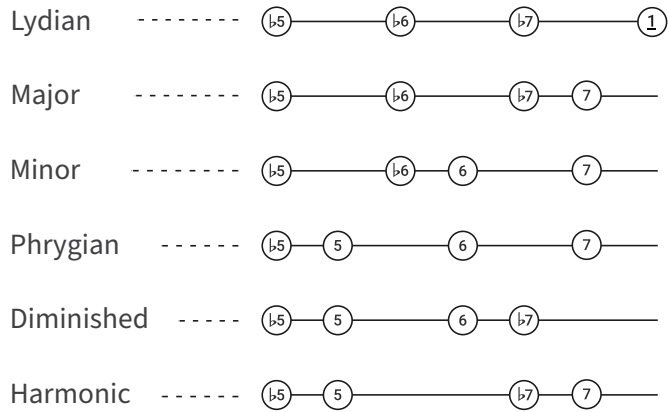 Lydian ♭5 ♭6 ♭7 1
Major ♭5 ♭6 ♭7 7
Minor ♭5 ♭6 6 7
Phrygian ♭5 5 6 7
Diminished ♭5 5 6 ♭7
Harmonic ♭5 5 ♭7 7